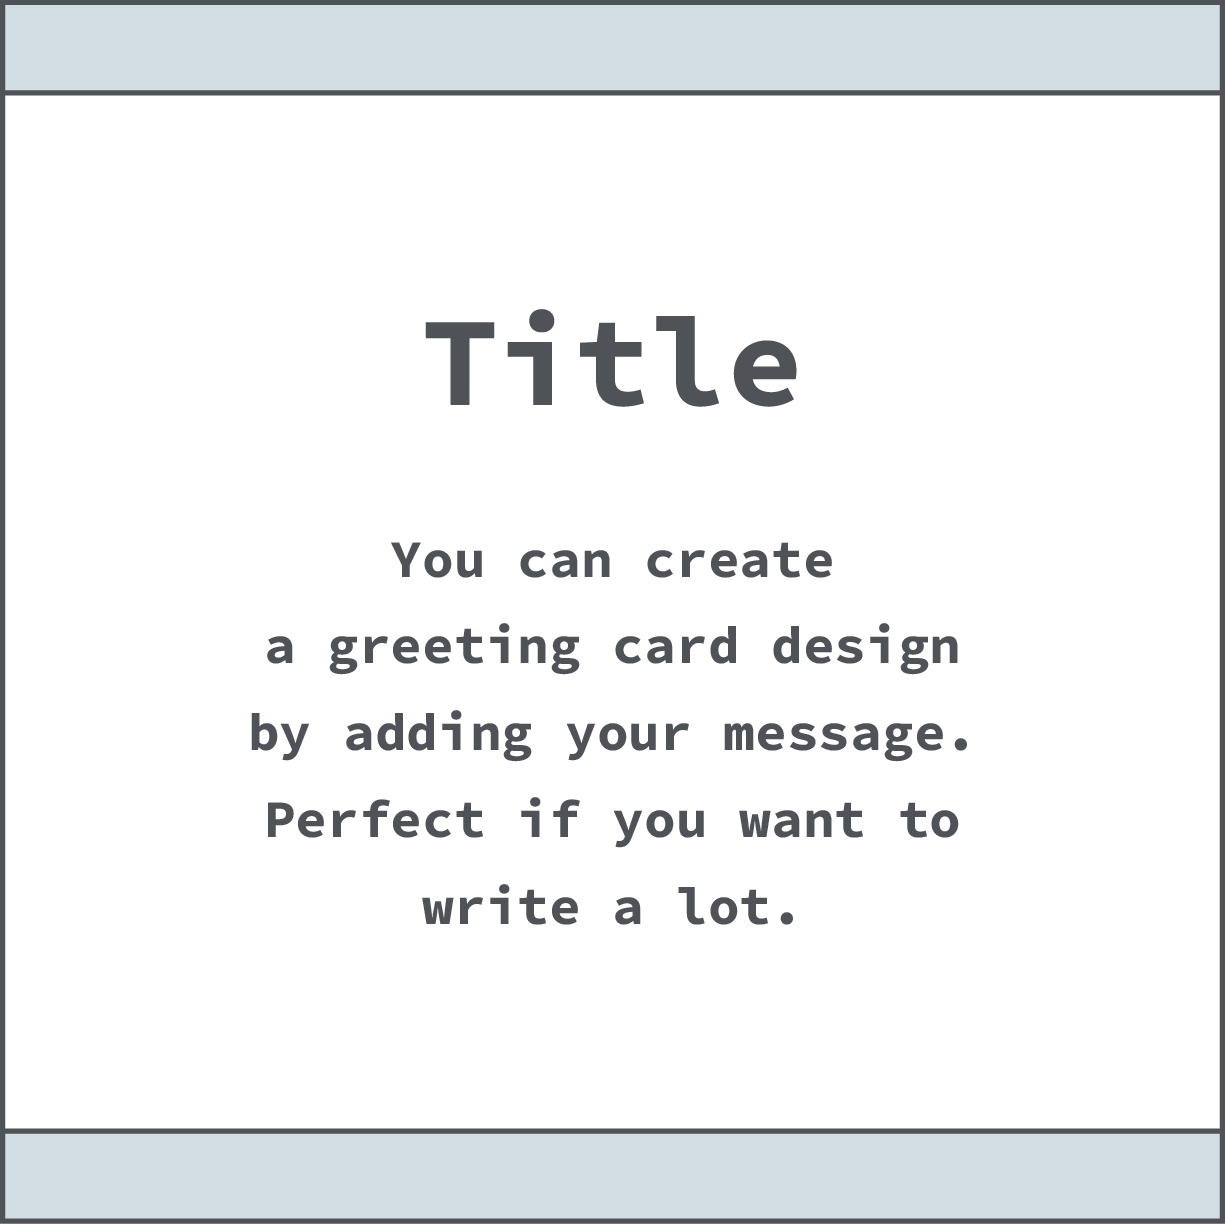 Title
You can create
a greeting card design
by adding your message.
Perfect if you want to
write a lot.